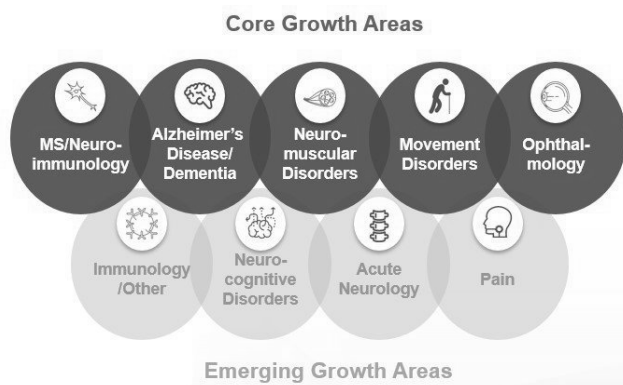 Core Growth Areas
MS/Neuro-
immunology
Alzheimer's
Disease/
Dementia
Neuro-
muscular
Disorders
Movement
Disorders
Ophthal-
mology
Immunology
/Other
Neuro-
cognitive
Disorders
Acute
Neurology
Pain
Emerging Growth Areas